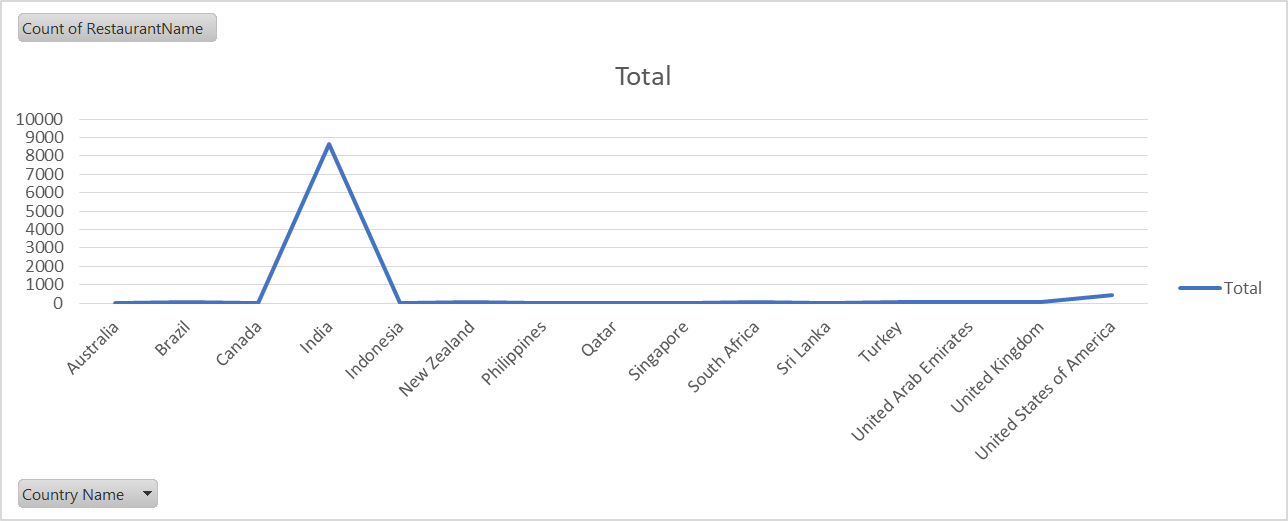 Count of RestaurantName
Total
10000
9000
8000
7000
6000
5000
4000
3000
2000
1000
0
Australia
Brazil
Canada
India
Indonesia
New Zealand
Philippines
Qatar
Singapore
South Africa
Sri Lanka
Turkey
United Arab Emirates
United Kingdom
United States of America
Total
Country Name